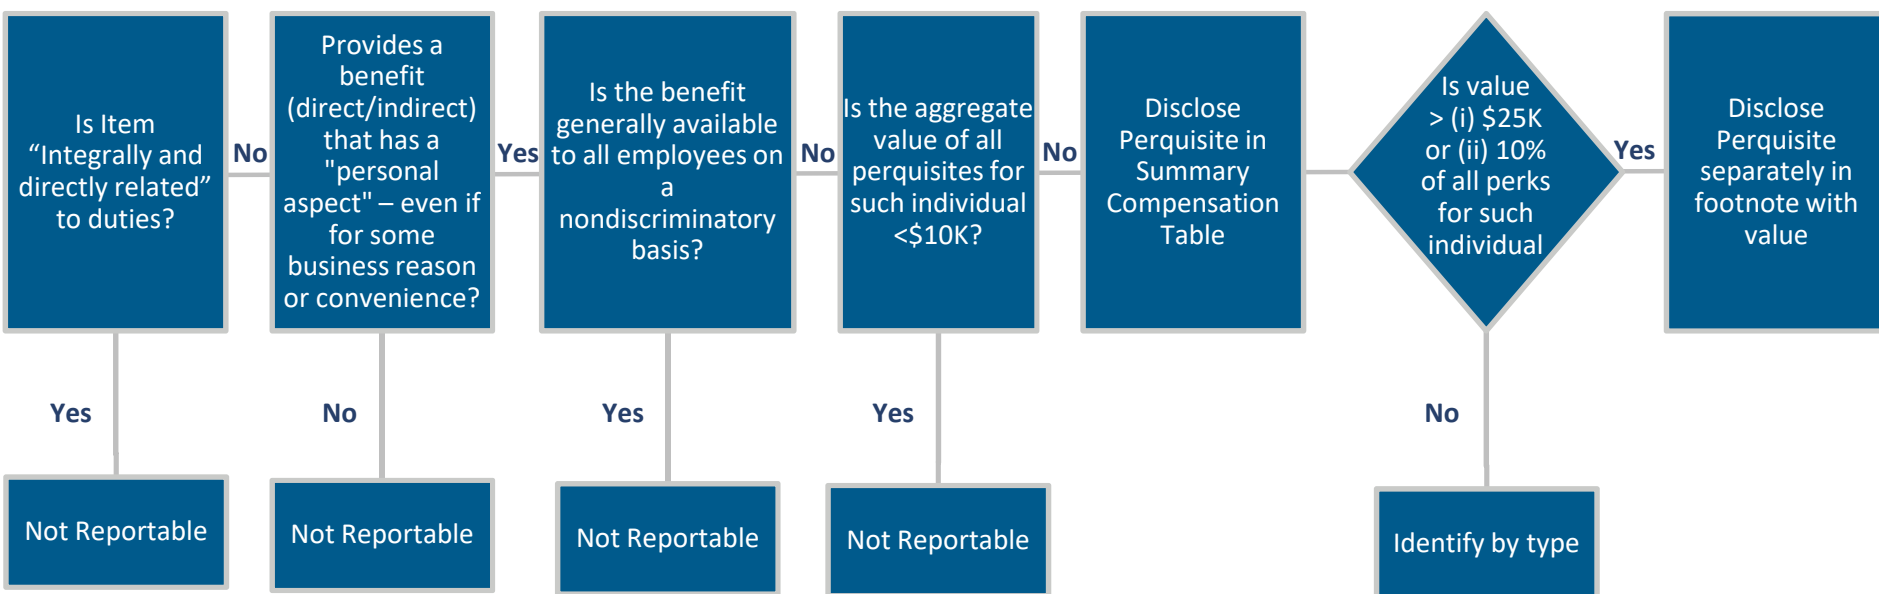 Is Item
“Integrally and
directly related”
to duties?
No
Provides a
benefit
(direct/indirect)
that has a
"personal
aspect" – even if
for some
business reason
or convenience?
Yes
Is the benefit
generally available
to all employees on
a
nondiscriminatory
basis?
No
Is the aggregate
value of all
perquisites for
such individual
<$10K?
No
Disclose
Perquisite in
Summary
Compensation
Table
Is value
> (i) $25K
or (ii) 10%
of all perks
for such
individual
Yes
Disclose
Perquisite
separately in
footnote with
value
Yes
No
Yes
Yes
No
Not Reportable
Not Reportable
Not Reportable
Not Reportable
Identify by type